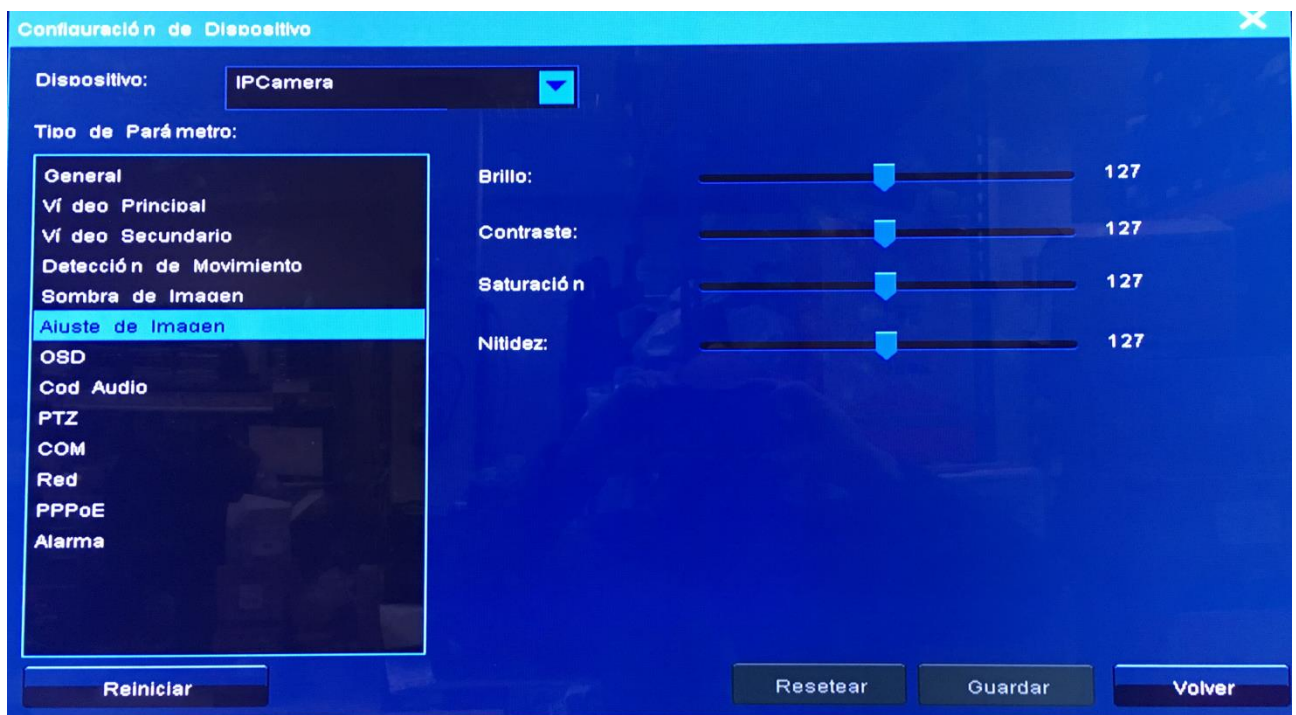 Configuración de Dispositivo
Dispositivo: IPCamera
Tipo de Parámetro:
General
Vídeo Principal
Vídeo Secundario
Detección de Movimiento
Sombra de Imagen
Ajuste de Imagen
OSD
Cod Audio
PTZ
COM
Red
PPPoE
Alarma
Brillo: 127
Contraste: 127
Saturación 127
Nitidez: 127
Reiniciar
Resetear
Guardar
Volver